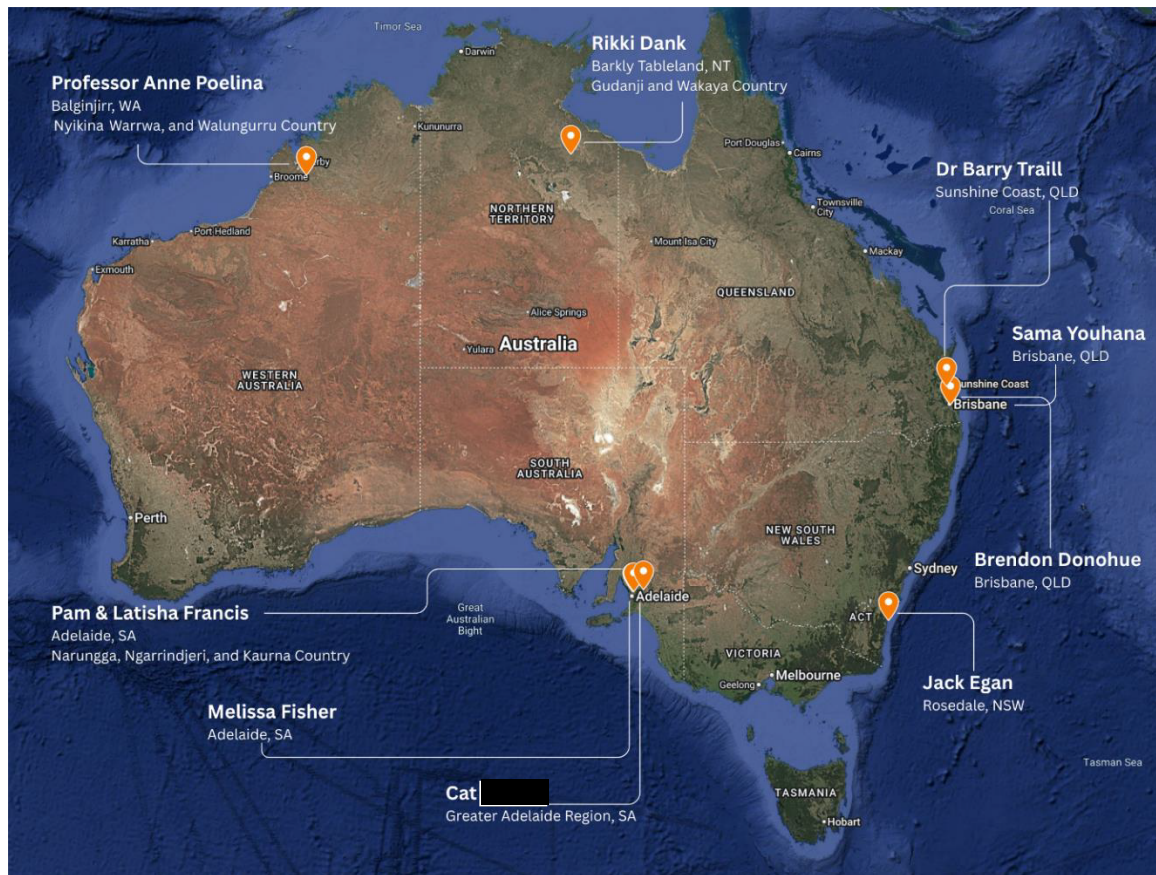 Timor Sea
Darwin
Rikki Dank
Barkly Tableland, NT
Gudanji and Wakaya Country
Professor Anne Poelina
Balginjirr, WA
Nyikina Warrwa, and Walungurru Country
Kununurra
Broome
Port Douglas
Cairns
Dr Barry Traill
Sunshine Coast, QLD
Coral Sea
NORTHERN
TERRITORY
Townsville
City
Karratha
Port Hedland
Mount Isa City
Mackay
Exmouth
QUEENSLAND
Alice Springs
Yulara
Australia
Sama Youhana
Brisbane, QLD
WESTERN
AUSTRALIA
Sunshine Coast
Brisbane
SOUTH
AUSTRALIA
Perth
NEW SOUTH
WALES
Brendon Donohue
Brisbane, QLD
Sydney
Pam & Latisha Francis
Adelaide, SA
Narungga, Ngarrindjeri, and Kaurna Country
Great
Australian
Bight
Adelaide
ACT
VICTORIA
Melbourne
Geelong
Jack Egan
Rosedale, NSW
Melissa Fisher
Adelaide, SA
Tasman Sea
Cat
Greater Adelaide Region, SA
TASMANIA
Hobart